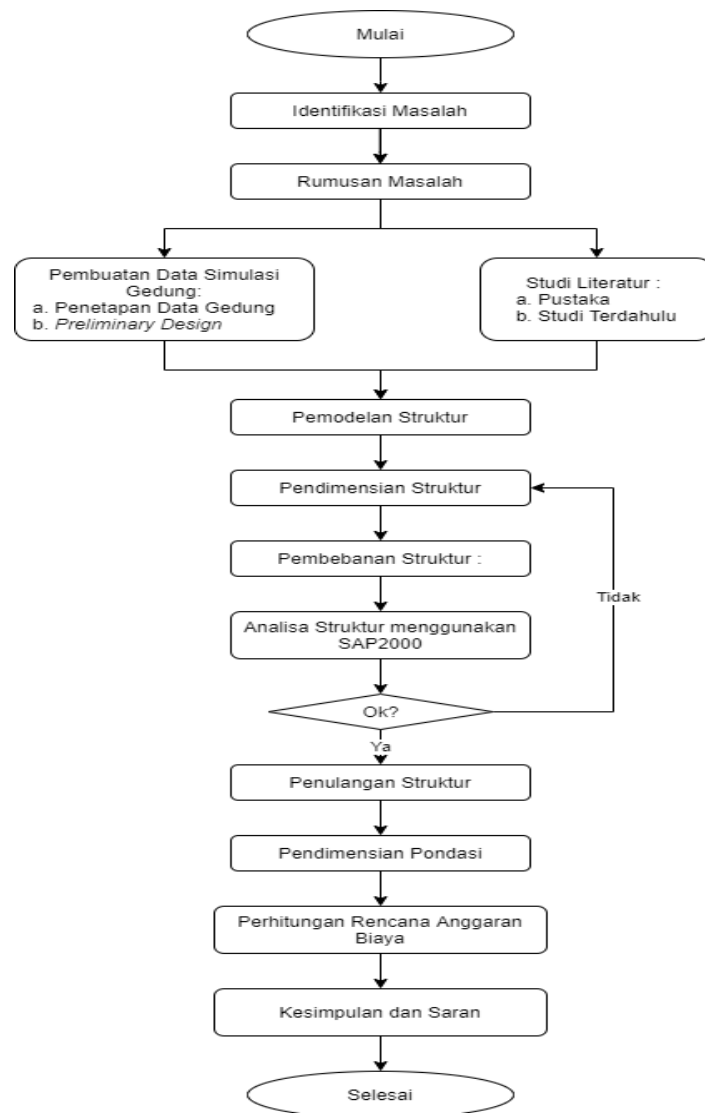 Mulai
Identifikasi Masalah
Rumusan Masalah
Pembuatan Data Simulasi
Gedung:
a. Penetapan Data Gedung
b. Preliminary Design
Studi Literatur :
a. Pustaka
b. Studi Terdahulu
Pemodelan Struktur
Pendimensian Struktur
Pembebanan Struktur :
Tidak
Analisa Struktur menggunakan
SAP2000
Ok?
Ya
Penulangan Struktur
Pendimensian Pondasi
Perhitungan Rencana Anggaran
Biaya
Kesimpulan dan Saran
Selesai